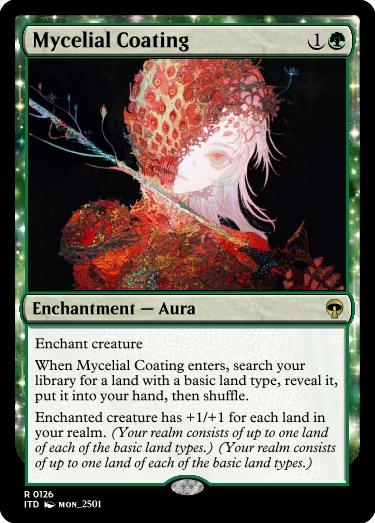 Mycelial Coating 1
Enchantment — Aura
Enchant creature
When Mycelial Coating enters, search your
library for a land with a basic land type, reveal it,
put it into your hand, then shuffle.
Enchanted creature has +1/+1 for each land in
your realm. (Your realm consists of up to one land
of each of the basic land types.) (Your realm consists
of up to one land of each of the basic land types.)
R 0126
ITD MON_2501